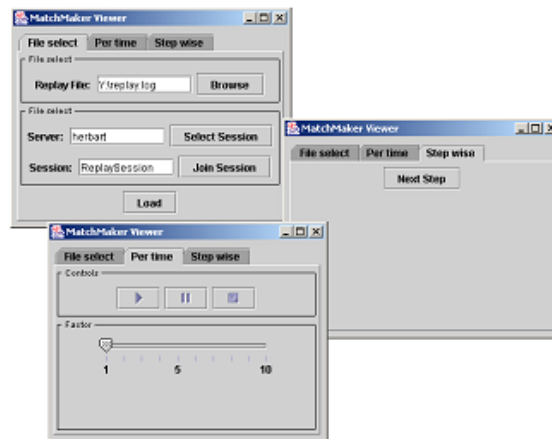 MatchMaker Viewer
File select Per time Step wise
File select
Replay File: Y:\replay.log Browse
File select
Server: herbart Select Session
Session: ReplaySession Join Session
Load
MatchMaker Viewer
File select Per time Step wise
Next Step
MatchMaker Viewer
File select Per time Step wise
Controls
Factor
1 5 10